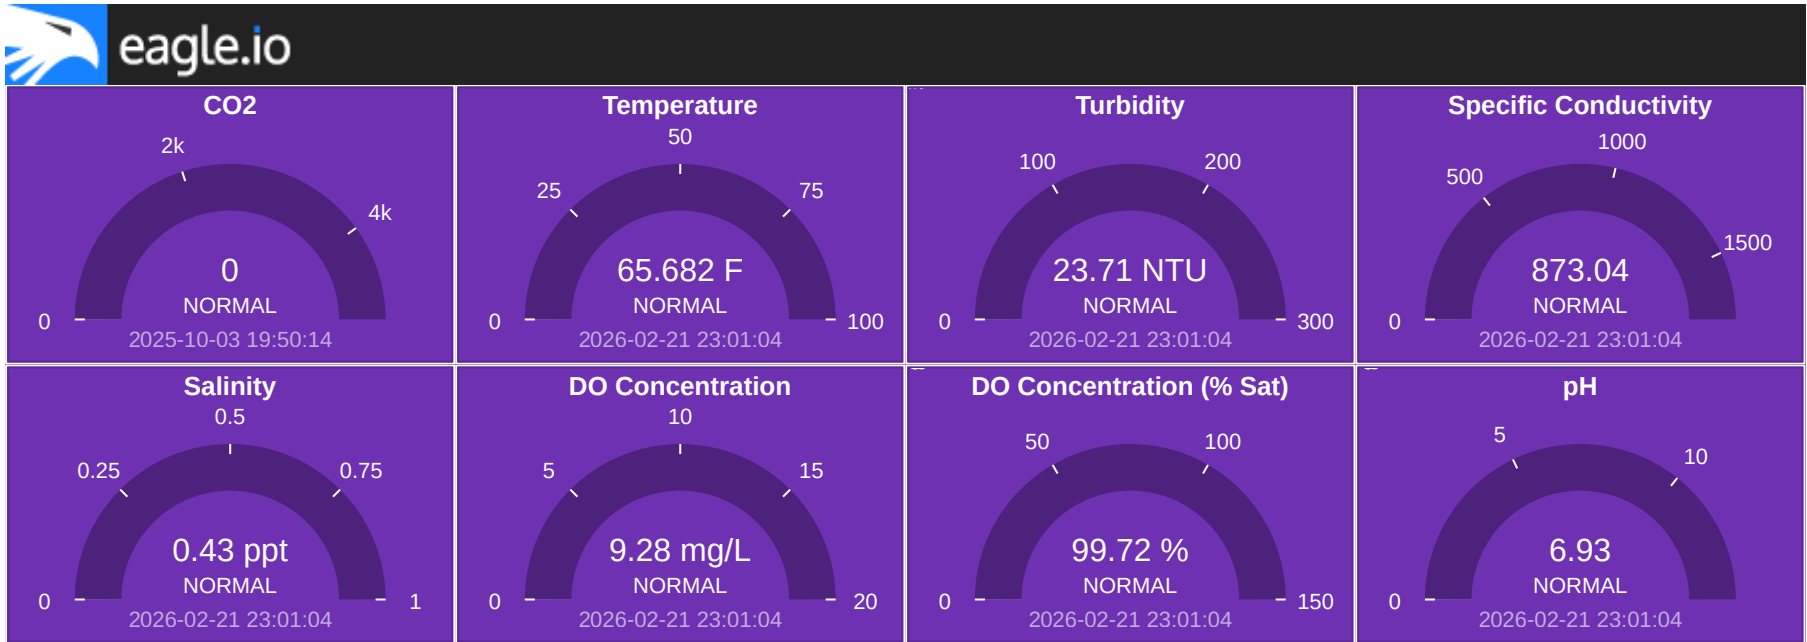 eagle.io
CO2
2k
4k
0
0
NORMAL
2025-10-03 19:50:14
Temperature
50
25
75
65.682 F
NORMAL
0
100
2026-02-21 23:01:04
Turbidity
100
200
23.71 NTU
NORMAL
0
300
2026-02-21 23:01:04
Specific Conductivity
1000
500
1500
873.04
NORMAL
0
2026-02-21 23:01:04
Salinity
0.5
0.25
0.75
0.43 ppt
NORMAL
0
1
2026-02-21 23:01:04
DO Concentration
10
5
15
9.28 mg/L
NORMAL
0
20
2026-02-21 23:01:04
DO Concentration (% Sat)
50
100
99.72 %
NORMAL
0
150
2026-02-21 23:01:04
pH
5
10
6.93
NORMAL
0
2026-02-21 23:01:04